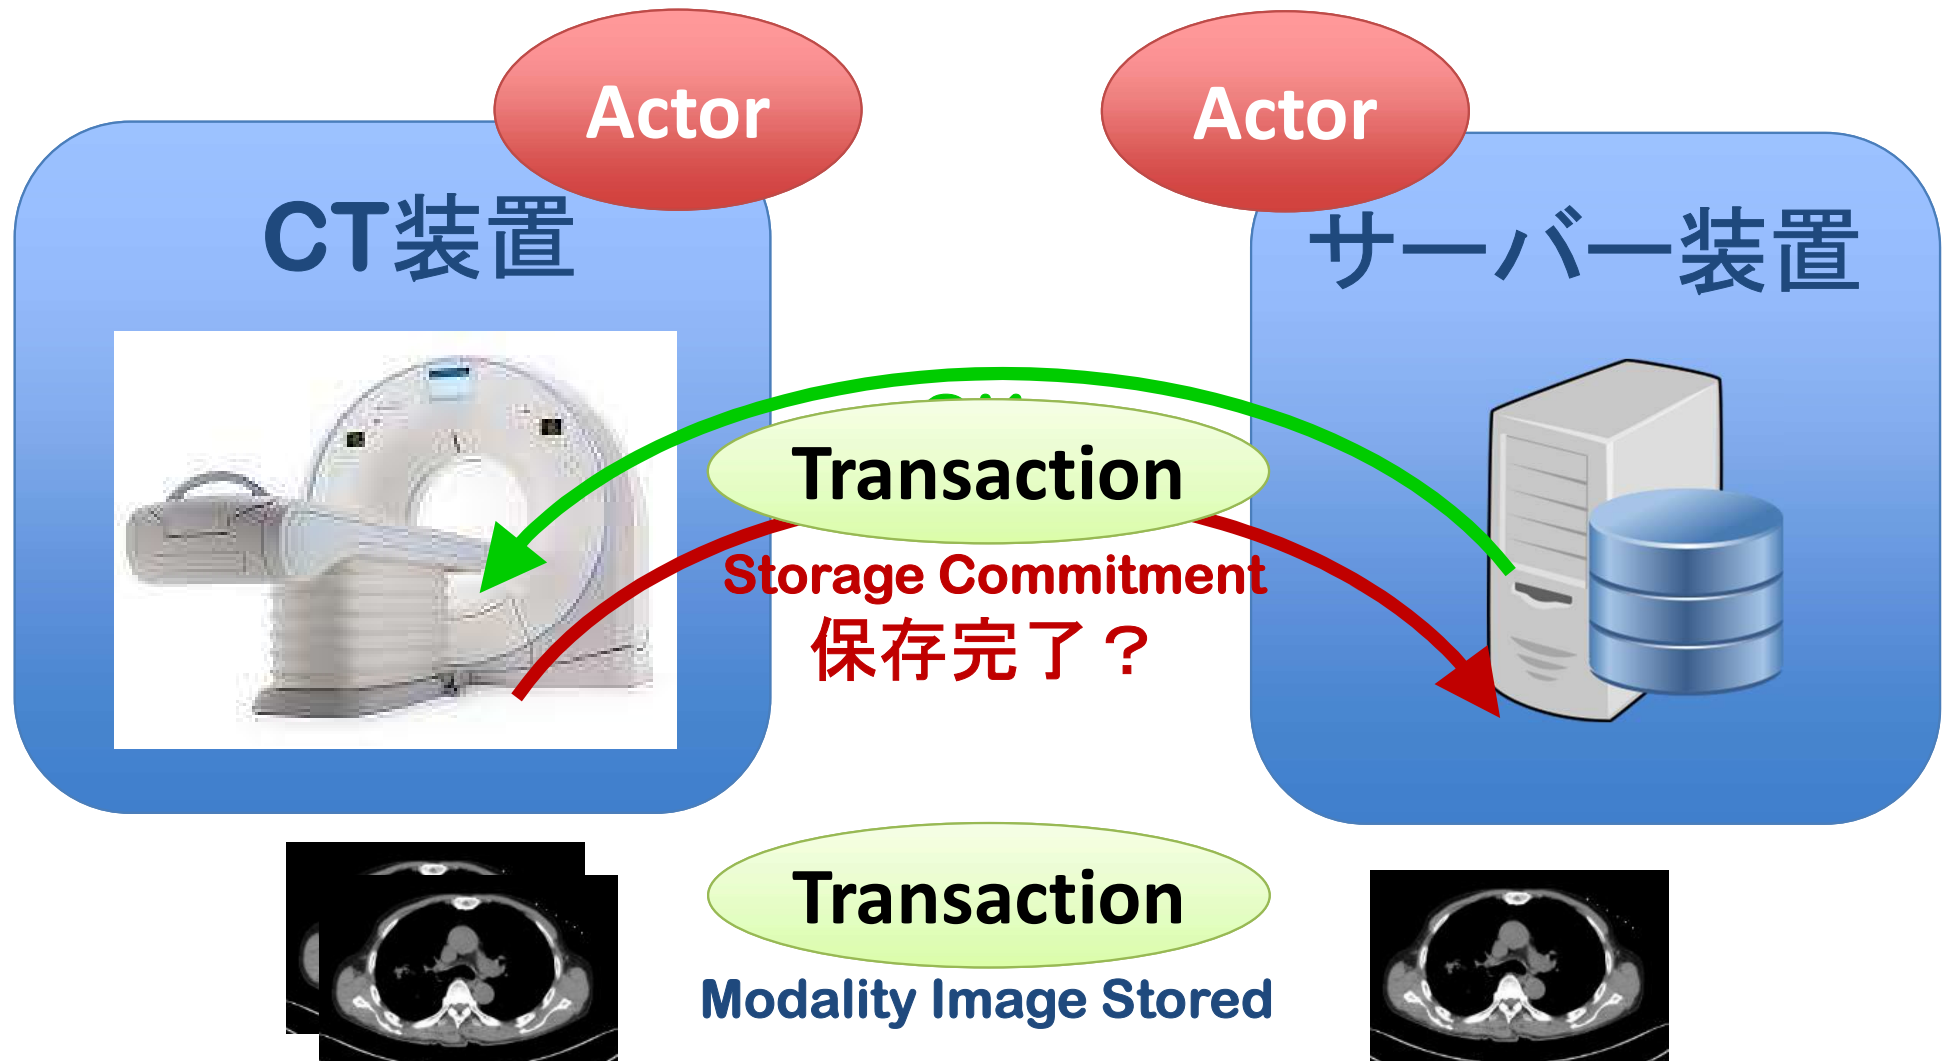 Actor
Actor
CT装置
サーバー装置
Transaction
Storage Commitment
保存完了？
Transaction
Modality Image Stored